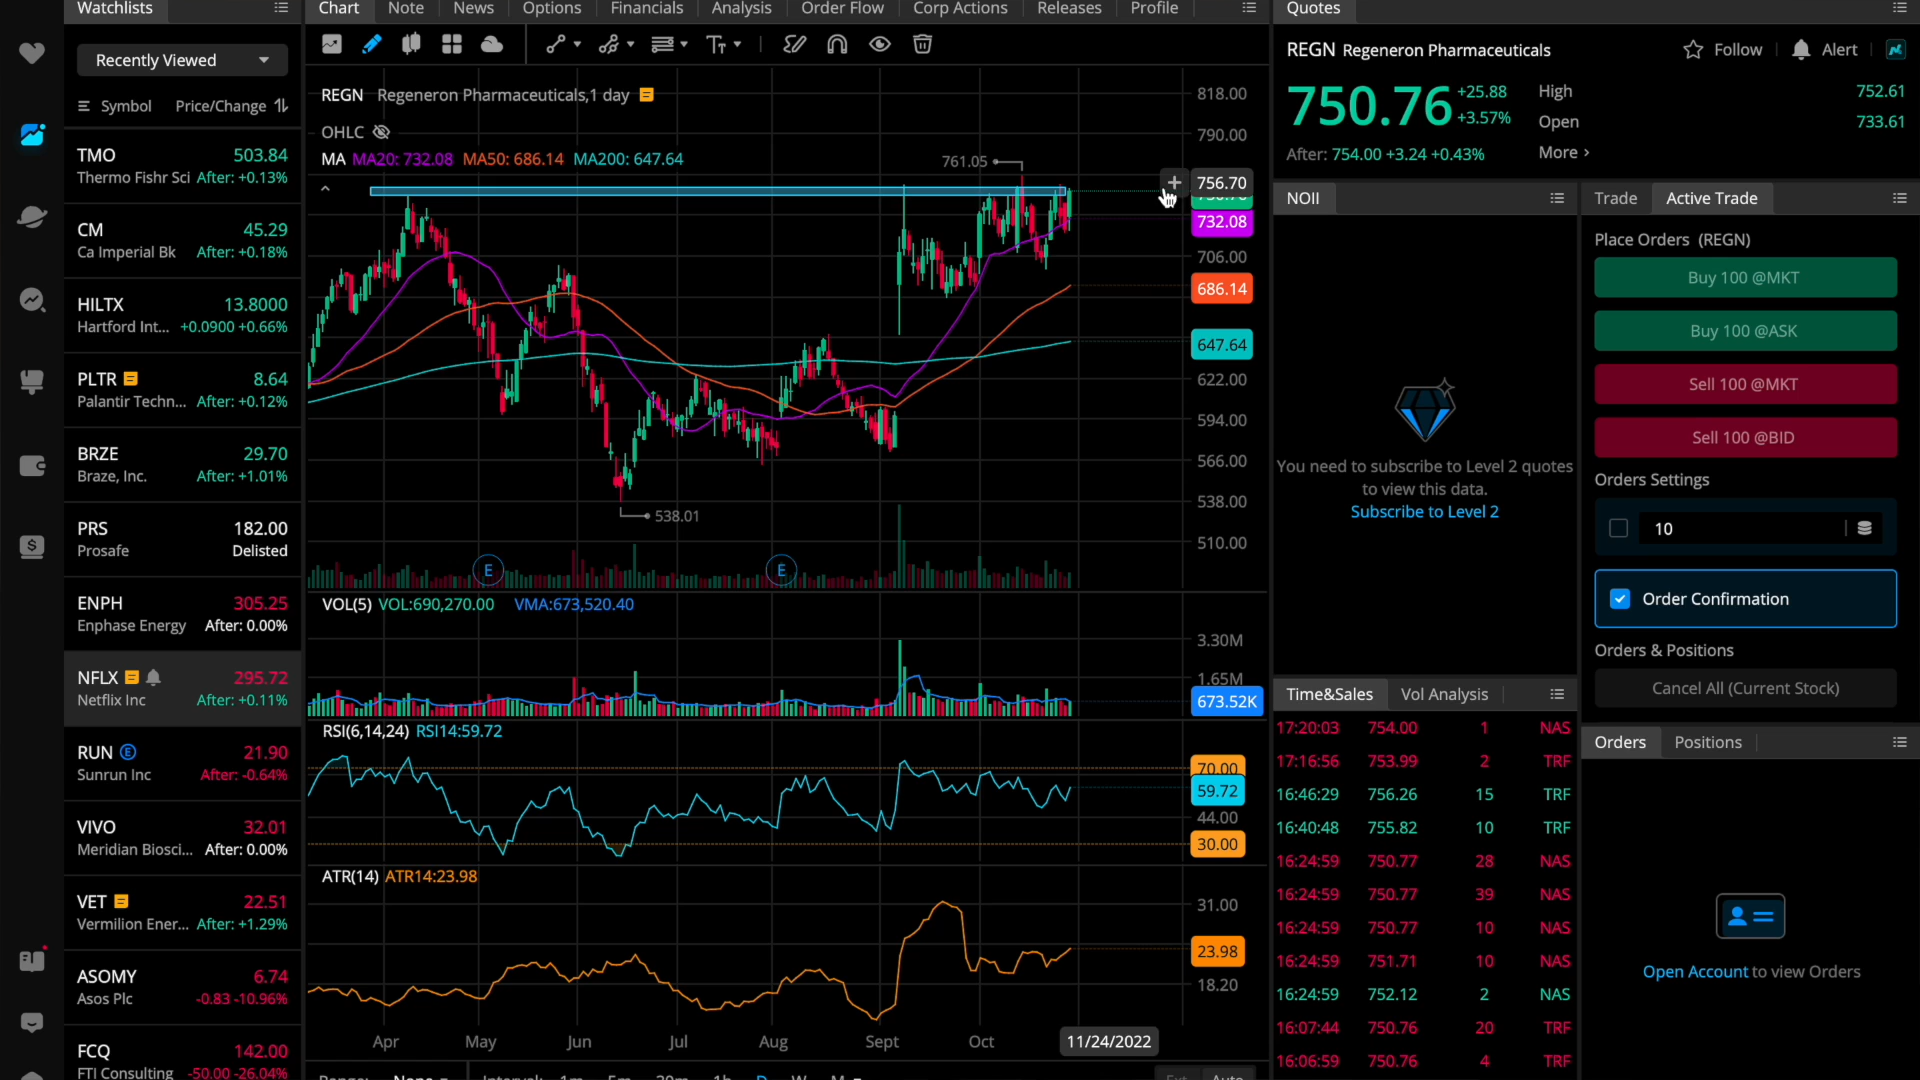 Watchlists
Recently Viewed
Symbol Price/Change
TMO 503.84
Thermo Fishr Sci After: +0.13%
CM 45.29
Ca Imperial Bk After: +0.18%
HILTX 13.8000
Hartford Int... +0.0900 +0.66%
PLTR 8.64
Palantir Techn... After: +0.12%
BRZE 29.70
Braze, Inc. After: +1.01%
PRS 182.00
Prosafe Delisted
ENPH 305.25
Enphase Energy After: 0.00%
NFLX 295.72
Netflix Inc After: +0.11%
RUN E 21.90
Sunrun Inc After: -0.64%
VIVO 32.01
Meridian Biosci... After: 0.00%
VET 22.51
Vermilion Ener... After: +1.29%
ASOMY 6.74
Asos Plc -0.83 -10.96%
FCQ 142.00
FTI Consulting -50.00 -26.04%
Chart Note News Options Financials Analysis Order Flow Corp Actions Releases Profile
REGN Regeneron Pharmaceuticals,1 day
OHLC
MA MA20: 732.08 MA50: 686.14 MA200: 647.64
761.05
538.01
E E
818.00
790.00
756.70
732.08
706.00
686.14
647.64
622.00
594.00
566.00
538.00
510.00
VOL(5) VOL:690,270.00 VMA:673,520.40
3.30M
1.65M
673.52K
RSI(6,14,24) RSI14:59.72
70.00
59.72
44.00
30.00
ATR(14) ATR14:23.98
31.00
23.98
18.20
Apr May Jun Jul Aug Sept Oct 11/24/2022
Range: None Interval: 1m 5m 30m 1h D W M Ext Auto
Quotes
REGN Regeneron Pharmaceuticals Follow Alert
750.76 +25.88 +3.57%
High 752.61
Open 733.61
After: 754.00 +3.24 +0.43% More
NOII
You need to subscribe to Level 2 quotes
to view this data.
Subscribe to Level 2
Time&Sales Vol Analysis
17:20:03 754.00 1 NAS
17:16:56 753.99 2 TRF
16:46:29 756.26 15 TRF
16:40:48 755.82 10 TRF
16:24:59 750.77 28 NAS
16:24:59 750.77 39 NAS
16:24:59 750.77 10 NAS
16:24:59 751.71 10 NAS
16:24:59 752.12 2 NAS
16:07:44 750.76 20 TRF
16:06:59 750.76 4 TRF
Trade Active Trade
Place Orders (REGN)
Buy 100 @MKT
Buy 100 @ASK
Sell 100 @MKT
Sell 100 @BID
Orders Settings
10
Order Confirmation
Orders & Positions
Cancel All (Current Stock)
Orders Positions
Open Account to view Orders